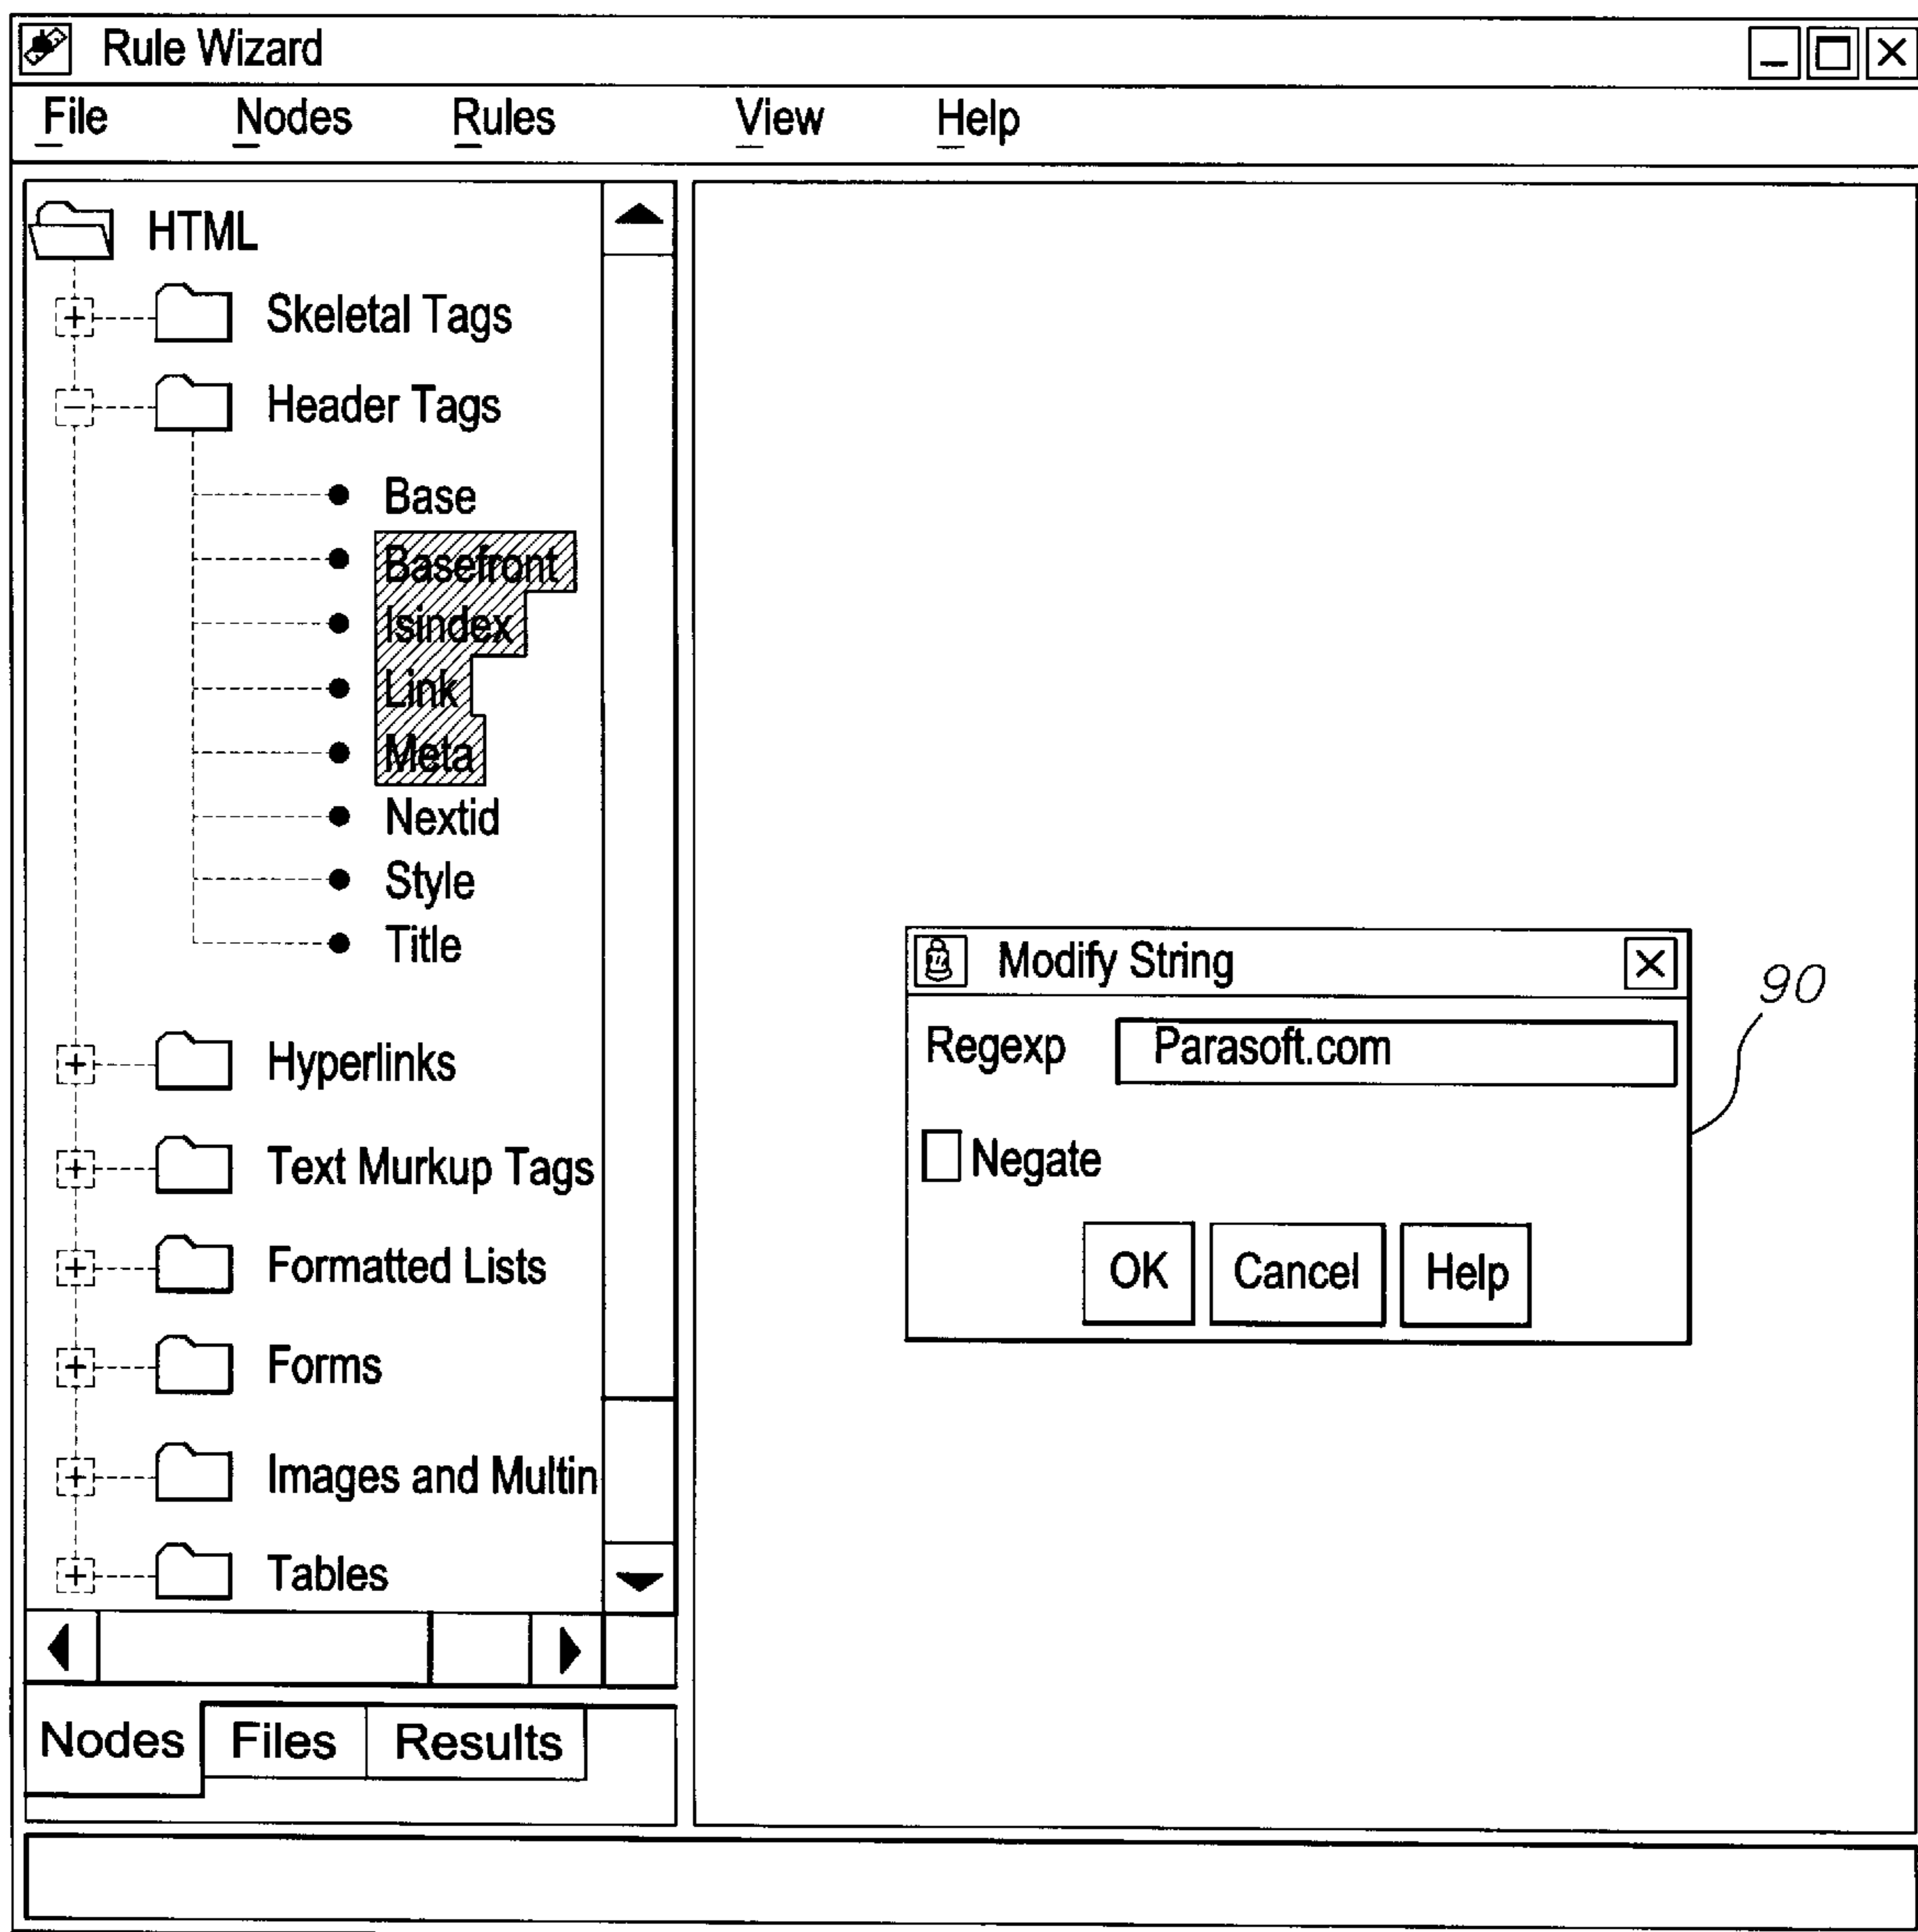 Rule Wizard
File Nodes Rules View Help
HTML
Skeletal Tags
Header Tags
Base
Basefront
Isindex
Link
Meta
Nextid
Style
Title
Hyperlinks
Text Murkup Tags
Formatted Lists
Forms
Images and Multin
Tables
Nodes Files Results
Modify String
90
Regexp Parasoft.com
Negate
OK Cancel Help